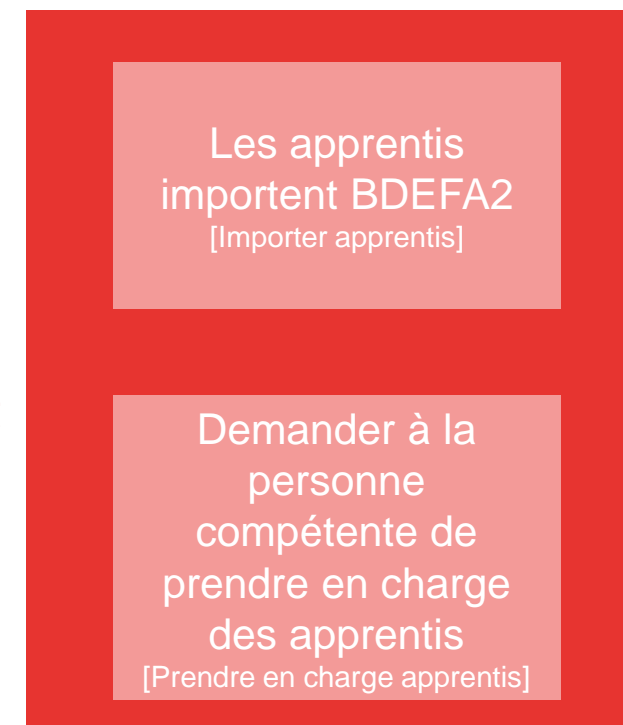 Les apprentis
importent BDEFA2
[Importer apprentis]
Demander à la
personne
compétente de
prendre en charge
des apprentis
[Prendre en charge apprentis]